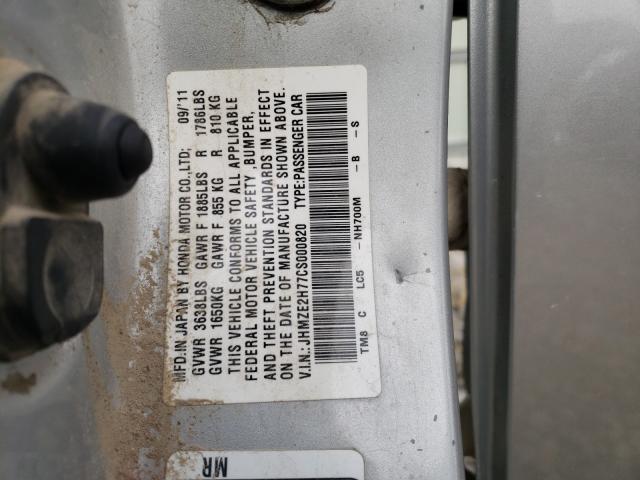 MFD.IN JAPAN BY HONDA MOTOR CO.,LTD; 09/'11
GVWR 3638LBS GAWR F 1885LBS R 1786LBS
GVWR 1650KG GAWR F 855 KG R 810 KG
THIS VEHICLE CONFORMS TO ALL APPLICABLE
FEDERAL MOTOR VEHICLE SAFETY ,BUMPER,
AND THEFT PREVENTION STANDARDS IN EFFECT
ON THE DATE OF MANUFACTURE SHOWN ABOVE.
V.I.N.:JHMZE2H77CS000820 TYPE:PASSENGER CAR
TM8 C LC5 -NH700M -B -S
MR